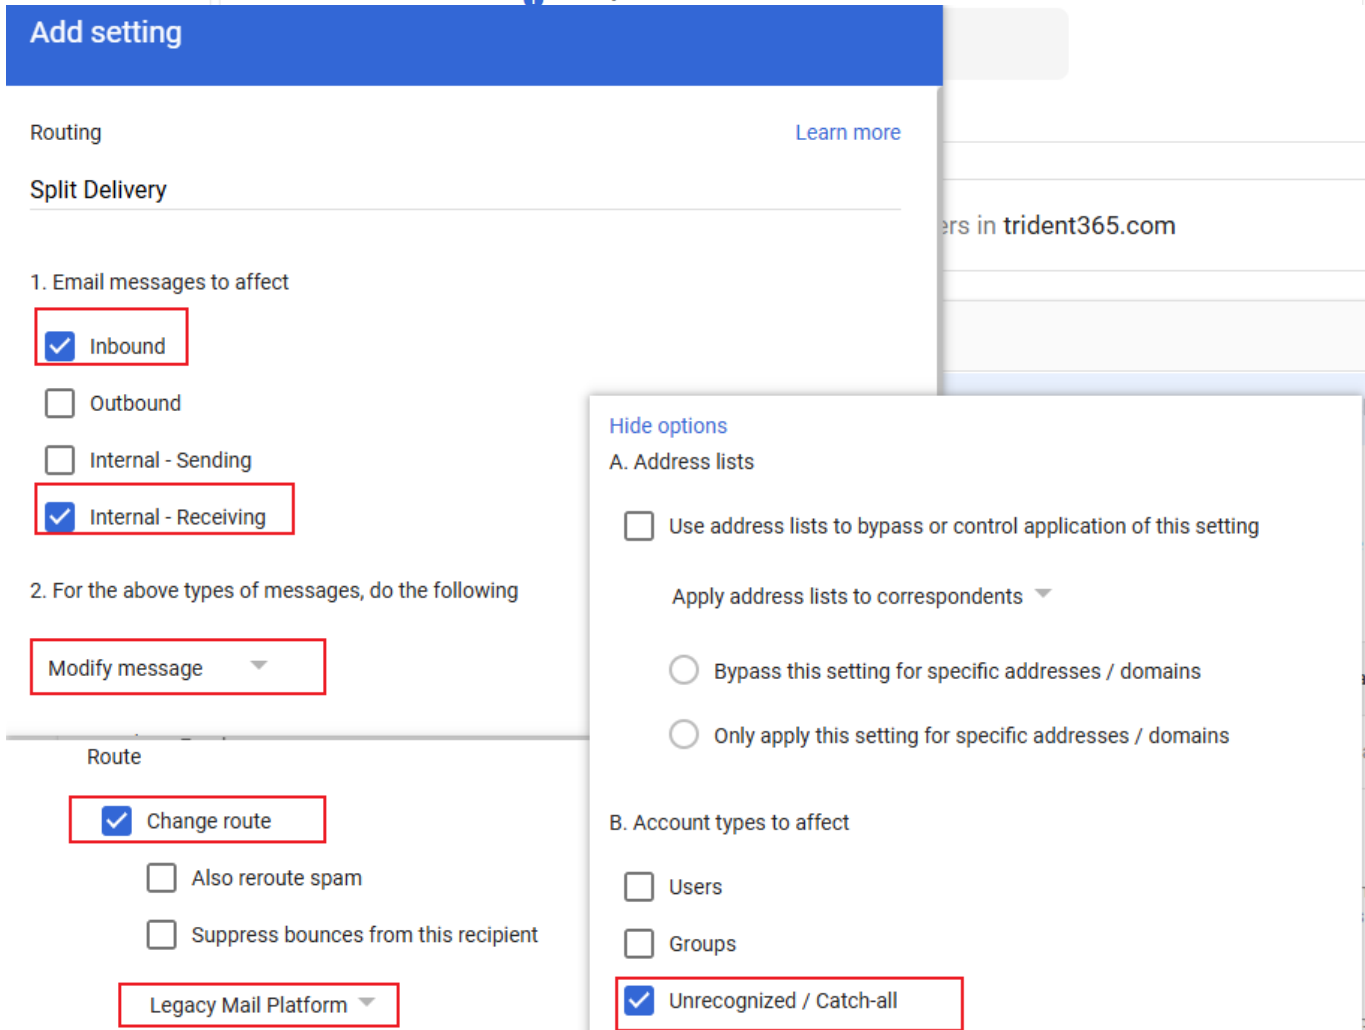 Add setting
Routing
Learn more
Split Delivery
ers in trident365.com
1. Email messages to affect
Inbound
Outbound
Internal - Sending
Internal - Receiving
2. For the above types of messages, do the following
Modify message
Route
Change route
Also reroute spam
Suppress bounces from this recipient
Legacy Mail Platform
Hide options
A. Address lists
Use address lists to bypass or control application of this setting
Apply address lists to correspondents
Bypass this setting for specific addresses / domains
Only apply this setting for specific addresses / domains
B. Account types to affect
Users
Groups
Unrecognized / Catch-all